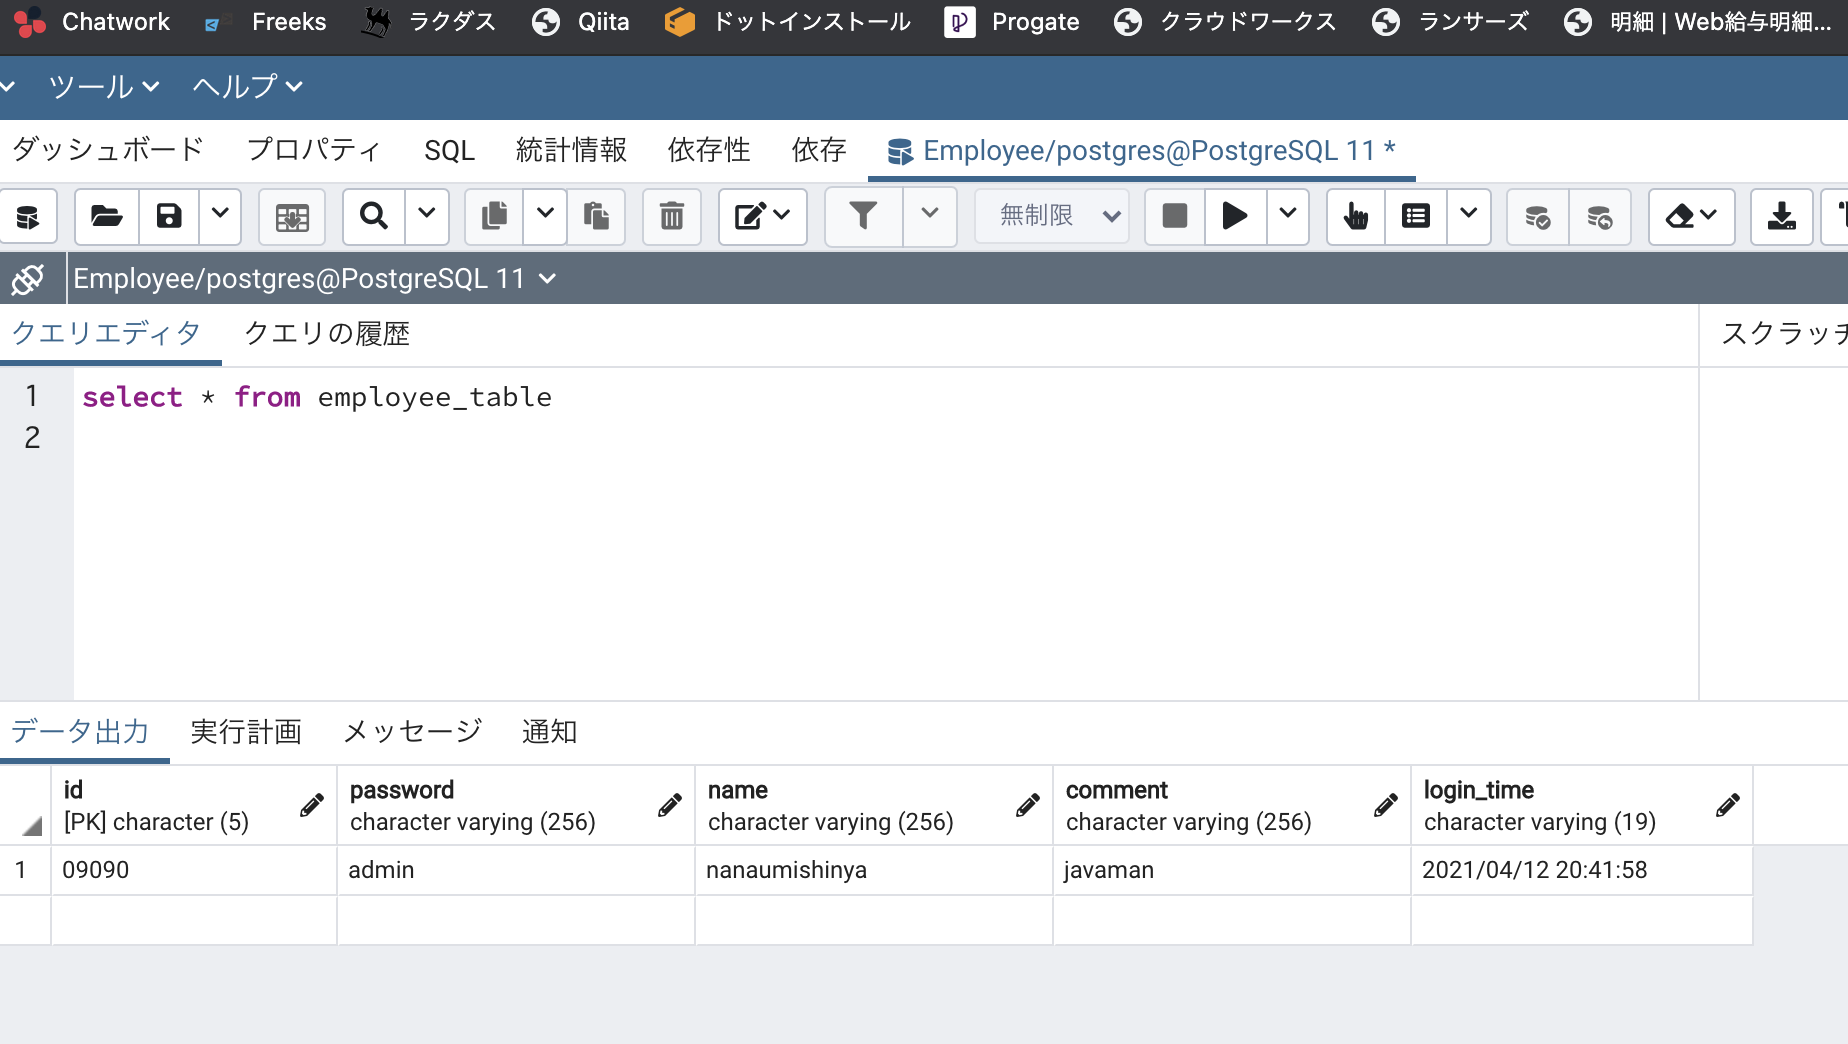 Chatwork Freeks ラクダス Qiita ドットインストール Progate クラウドワークス ランサーズ 明細 | Web給与明細...
ツール ヘルプ
ダッシュボード プロパティ SQL 統計情報 依存性 依存 Employee/postgres@PostgreSQL 11 *
無制限
Employee/postgres@PostgreSQL 11
クエリエディタ クエリの履歴 スクラッチ
1 select * from employee_table
2
データ出力 実行計画 メッセージ 通知
id password name comment login_time
[PK] character (5) character varying (256) character varying (256) character varying (256) character varying (19)
1 09090 admin nanaumishinya javaman 2021/04/12 20:41:58